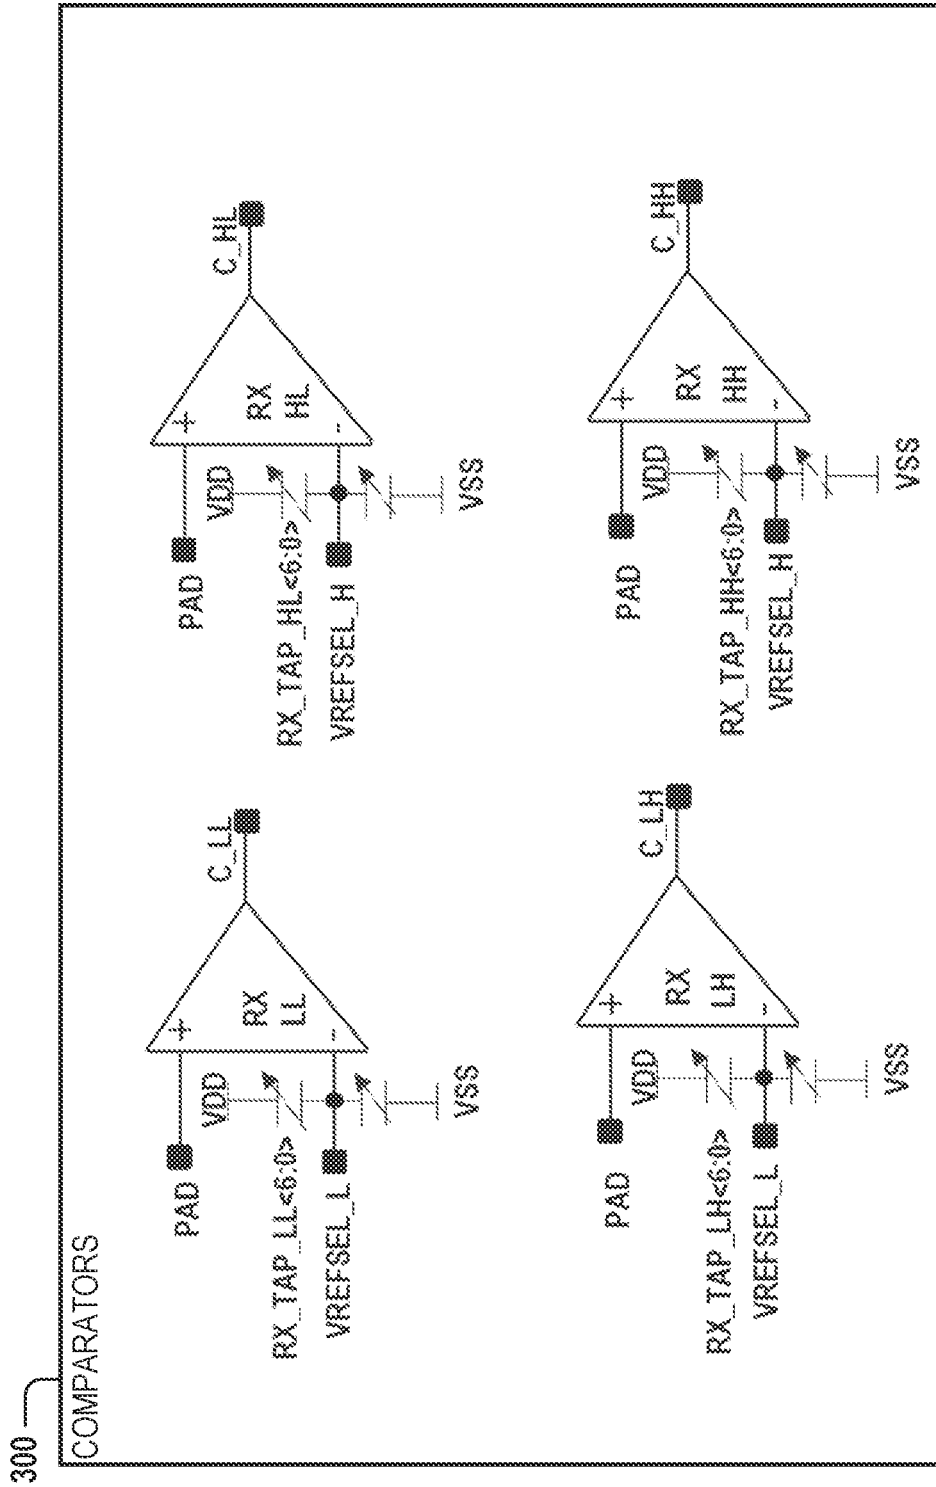 300
COMPARATORS
PAD
VDD
RX_TAP_LL<6:0>
VREFSEL_L
VSS
+
-
RX
LL
C_LL
PAD
VDD
RX_TAP_HL<6:0>
VREFSEL_H
VSS
+
-
RX
HL
C_HL
PAD
VDD
RX_TAP_LH<6:0>
VREFSEL_L
VSS
+
-
RX
LH
C_LH
PAD
VDD
RX_TAP_HH<6:0>
VREFSEL_H
VSS
+
-
RX
HH
C_HH